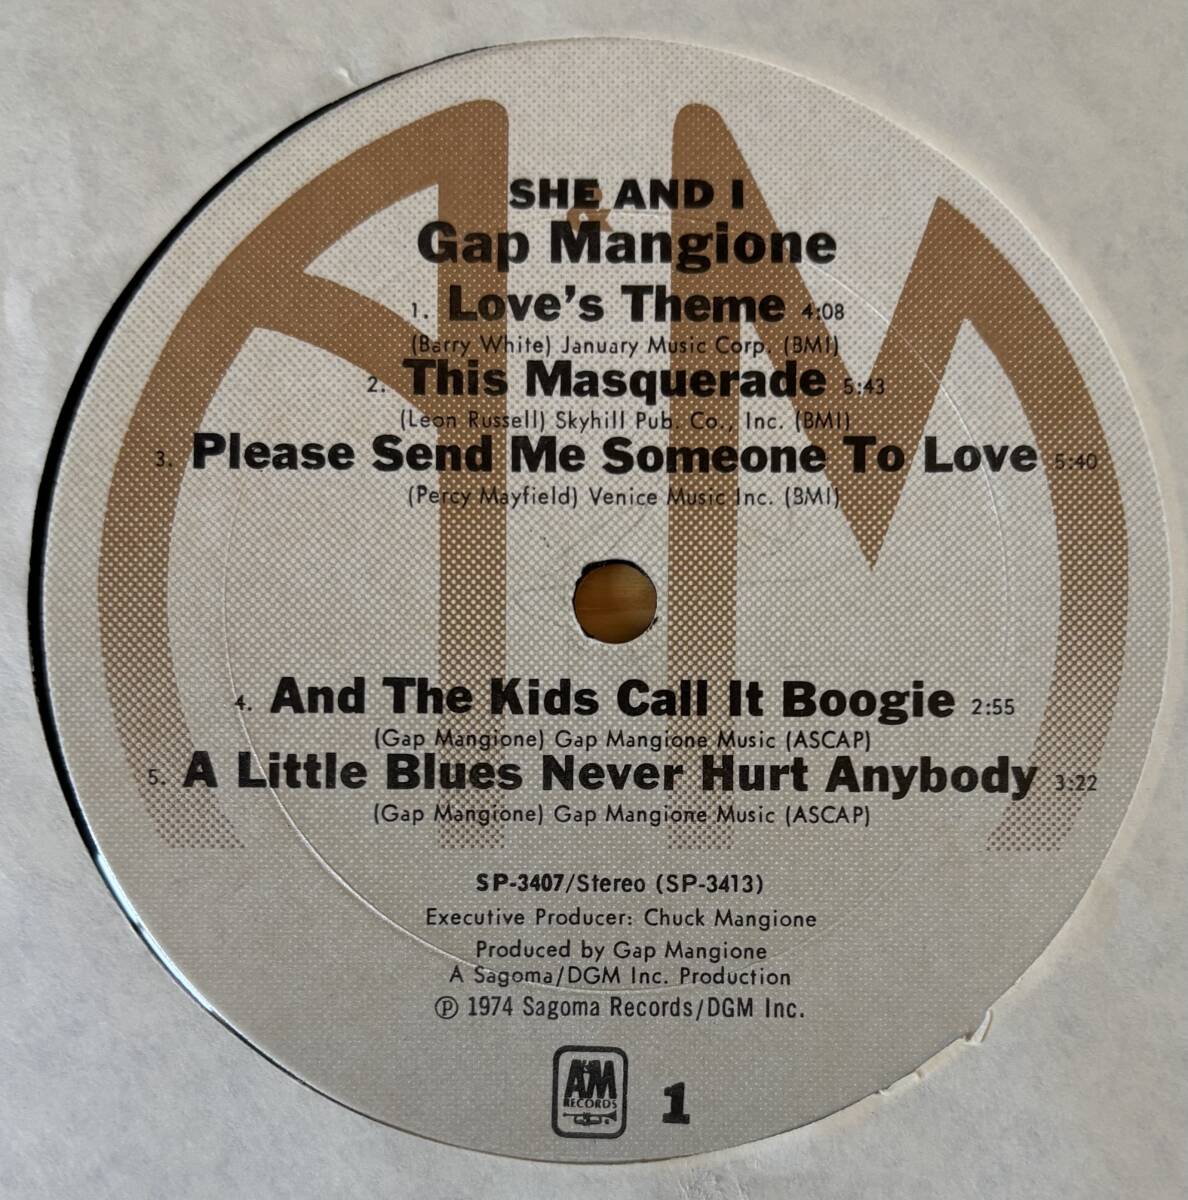 SHE AND I
Gap Mangione
1. Love's Theme 4:08
(Barry White) January Music Corp. (BMI)
2. This Masquerade 5:43
(Leon Russell) Skyhill Pub. Co., Inc. (BMI)
3. Please Send Me Someone To Love 5:40
(Percy Mayfield) Venice Music Inc. (BMI)
4. And The Kids Call It Boogie 2:55
(Gap Mangione) Gap Mangione Music (ASCAP)
5. A Little Blues Never Hurt Anybody 3:22
(Gap Mangione) Gap Mangione Music (ASCAP)
SP-3407/Stereo (SP-3413)
Executive Producer: Chuck Mangione
Produced by Gap Mangione
A Sagoma/DGM Inc. Production
Ⓟ 1974 Sagoma Records/DGM Inc.
A&M
RECORDS
1